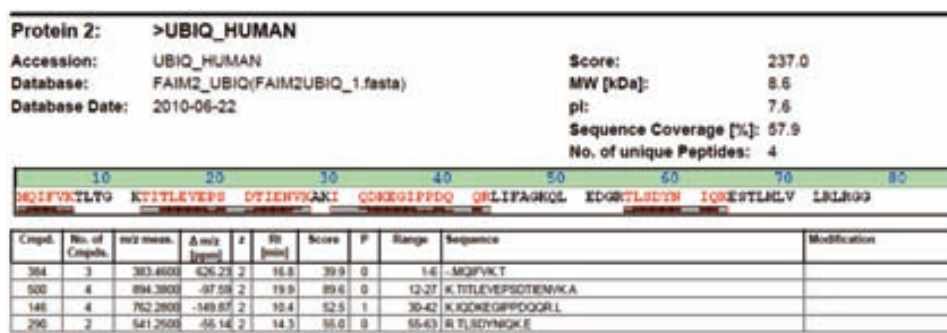 Protein 2: >UBIQ_HUMAN
Accession: UBIQ_HUMAN Score: 237.0
Database: FAIM2_UBIQ(FAIM2UBIQ_1.fasta) MW [kDa]: 8.6
Database Date: 2010-06-22 pI: 7.6
Sequence Coverage [%]: 57.9
No. of unique Peptides: 4
10 20 30 40 50 60 70 80
MQIFVKTLTG KTITLEVEPS DTIENVKAKI QDKEGIPPDQ QRLIFAGKQL EDGRTLSDYN IQKESTLHLV LRLRGG
Cmpd. No. of Cmpds. m/z meas. Δ m/z [ppm] z Rt [min] Score P Range Sequence Modification
384 3 383.4600 -626.23 2 16.8 39.9 0 1-6 -.MQIFVK.T
500 4 894.3800 -97.59 2 19.9 89.6 0 12-27 K.TITLEVEPSDTIENVK.A
146 4 762.2800 -149.87 2 10.4 52.5 1 30-42 K.IQDKEGIPPDQQR.L
290 2 541.2500 -55.14 2 14.3 55.0 0 55-63 R.TLSDYNIQK.E